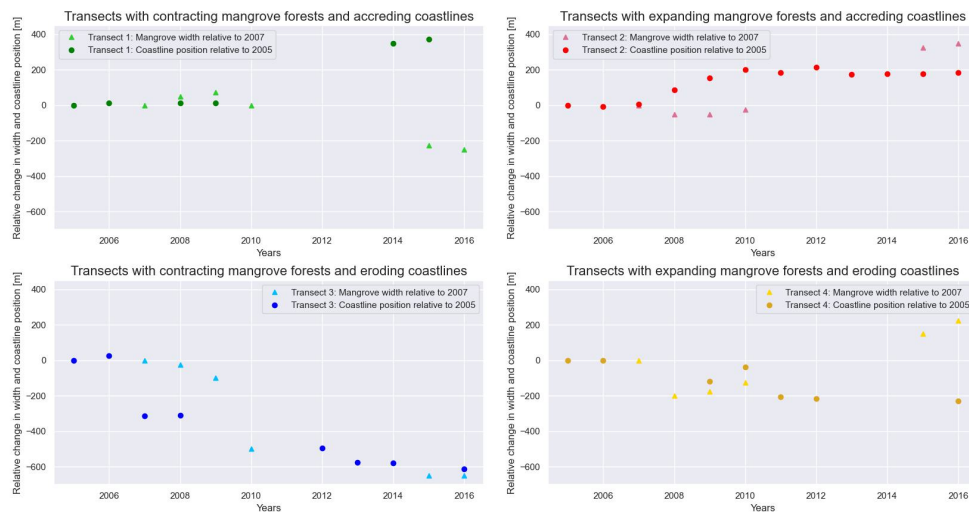 Transects with contracting mangrove forests and accreding coastlines
Relative change in width and coastline position [m]
400
200
0
−200
−400
−600
Transect 1: Mangrove width relative to 2007
Transect 1: Coastline position relative to 2005
2006 2008 2010 2012 2014 2016
Years
Transects with expanding mangrove forests and accreding coastlines
Relative change in width and coastline position [m]
400
200
0
−200
−400
−600
Transect 2: Mangrove width relative to 2007
Transect 2: Coastline position relative to 2005
2006 2008 2010 2012 2014 2016
Years
Transects with contracting mangrove forests and eroding coastlines
Relative change in width and coastline position [m]
400
200
0
−200
−400
−600
Transect 3: Mangrove width relative to 2007
Transect 3: Coastline position relative to 2005
2006 2008 2010 2012 2014 2016
Years
Transects with expanding mangrove forests and eroding coastlines
Relative change in width and coastline position [m]
400
200
0
−200
−400
−600
Transect 4: Mangrove width relative to 2007
Transect 4: Coastline position relative to 2005
2006 2008 2010 2012 2014 2016
Years